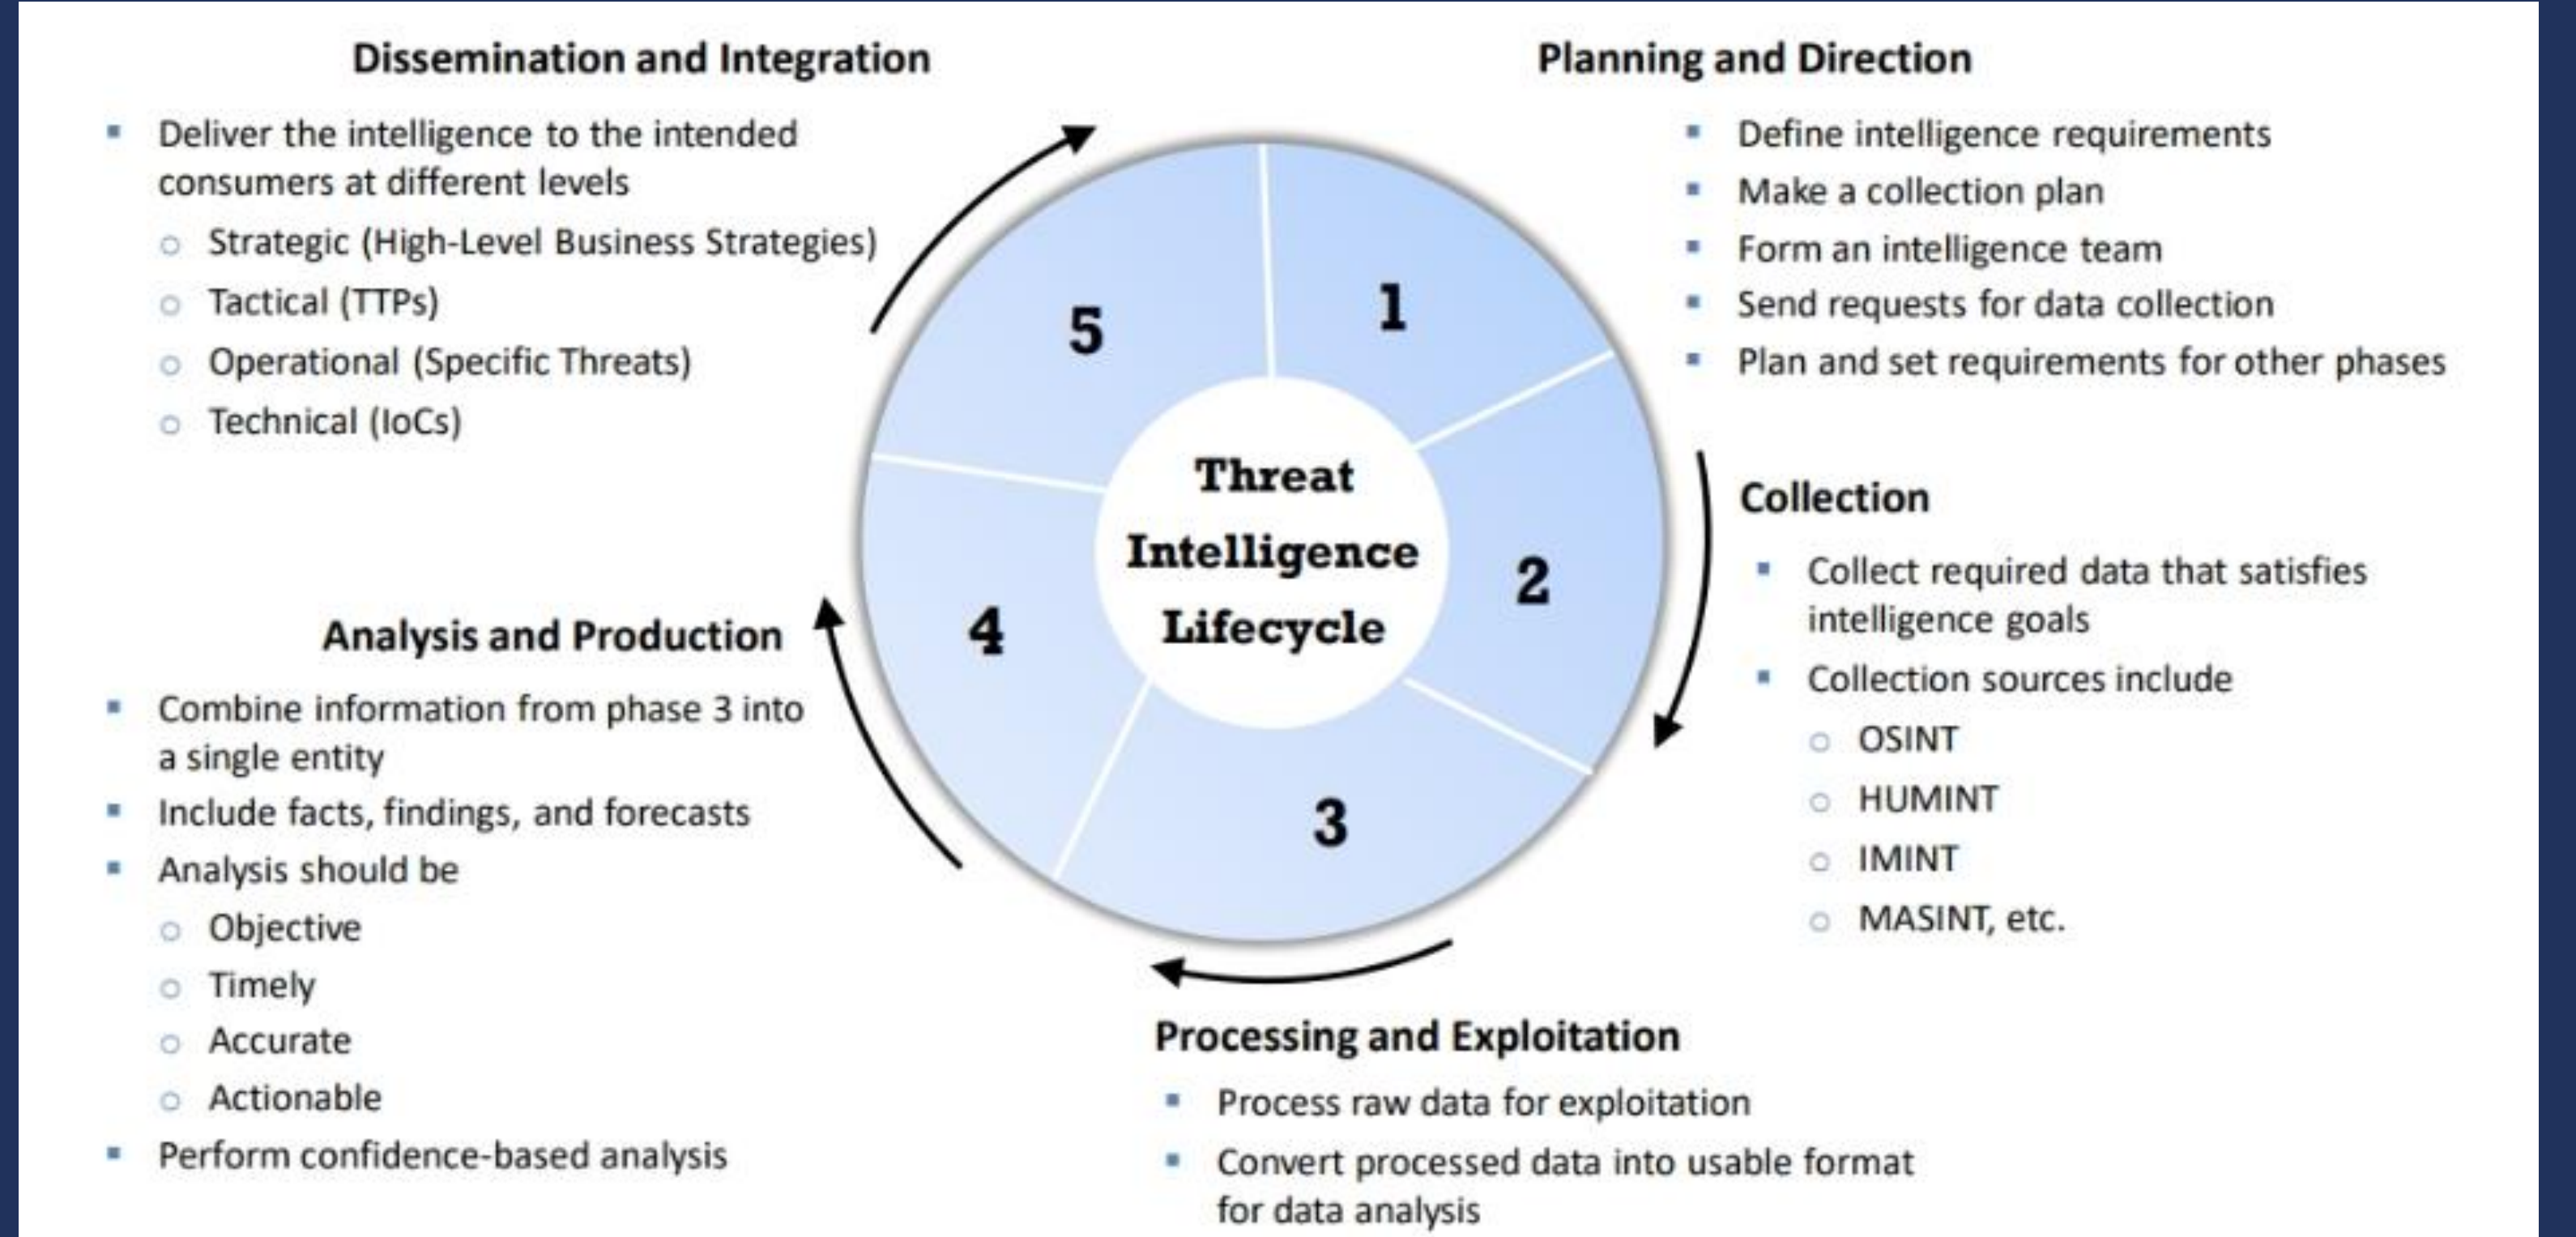 Dissemination and Integration
Deliver the intelligence to the intended
consumers at different levels
Strategic (High-Level Business Strategies)
Tactical (TTPs)
Operational (Specific Threats)
Technical (IoCs)
Planning and Direction
Define intelligence requirements
Make a collection plan
Form an intelligence team
Send requests for data collection
Plan and set requirements for other phases
5
1
Threat
Intelligence
Lifecycle
2
4
3
Collection
Collect required data that satisfies
intelligence goals
Collection sources include
OSINT
HUMINT
IMINT
MASINT, etc.
Analysis and Production
Combine information from phase 3 into
a single entity
Include facts, findings, and forecasts
Analysis should be
Objective
Timely
Accurate
Actionable
Perform confidence-based analysis
Processing and Exploitation
Process raw data for exploitation
Convert processed data into usable format
for data analysis